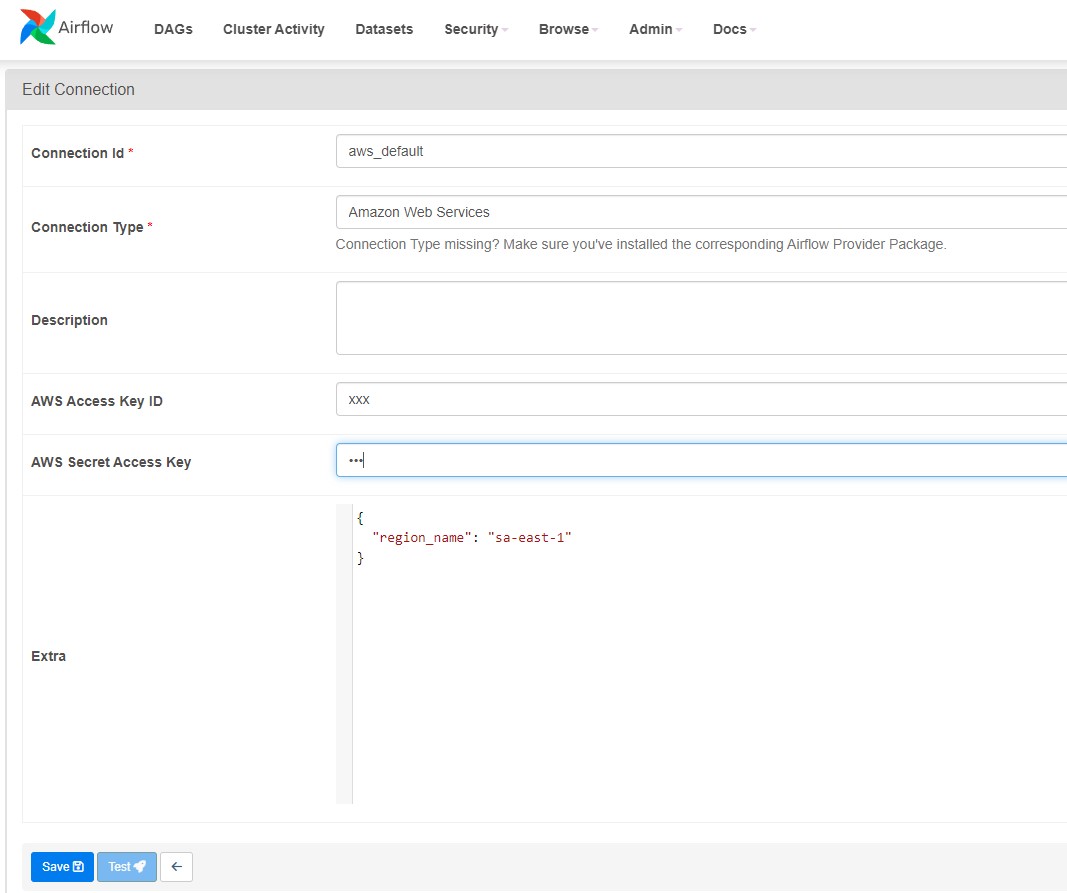 Airflow DAGs Cluster Activity Datasets Security Browse Admin Docs
Edit Connection
Connection Id *
aws_default
Connection Type *
Amazon Web Services
Connection Type missing? Make sure you've installed the corresponding Airflow Provider Package.
Description
AWS Access Key ID
xxx
AWS Secret Access Key
•••
Extra
{
"region_name": "sa-east-1"
}
Save Test